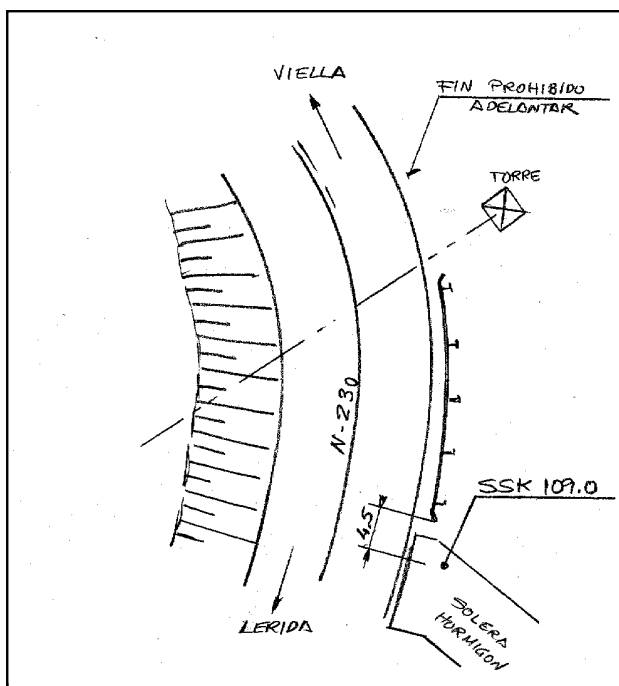 VIELLA
FIN PROHIBIDO
ADELANTAR
TORRE
N-230
SSK 109.0
4.5
SOLERA
HORMIGON
LERIDA